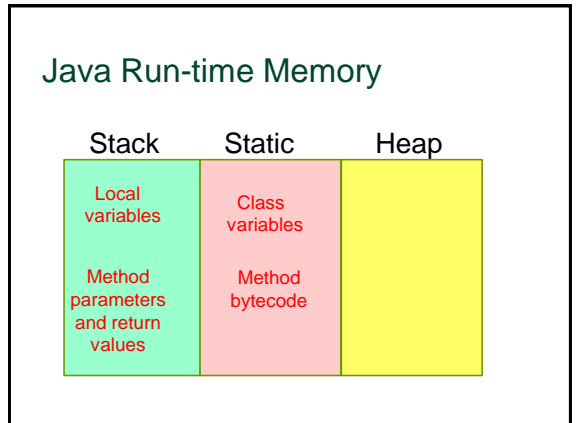 Java Run-time Memory
Stack Static Heap
Local
variables
Method
parameters
and return
values
Class
variables
Method
bytecode